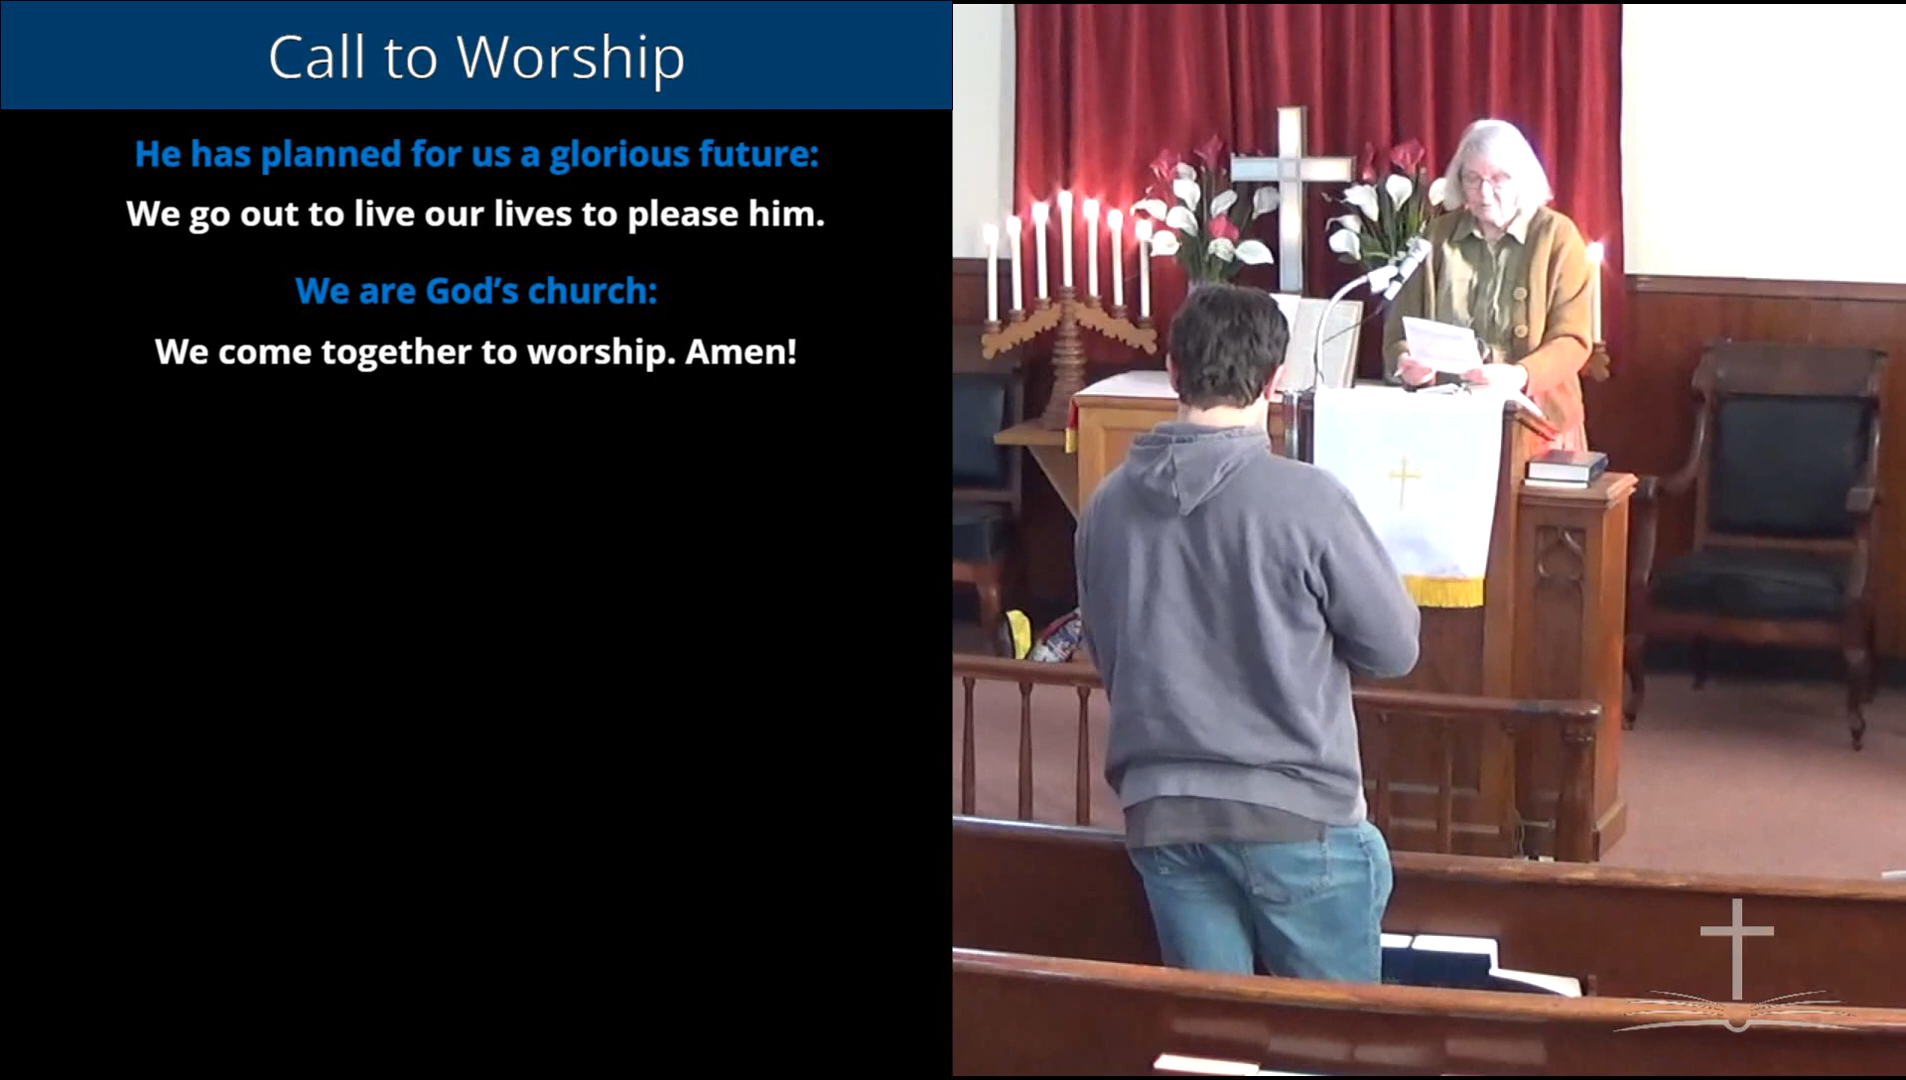 Call to Worship
He has planned for us a glorious future:
We go out to live our lives to please him.
We are God’s church:
We come together to worship. Amen!